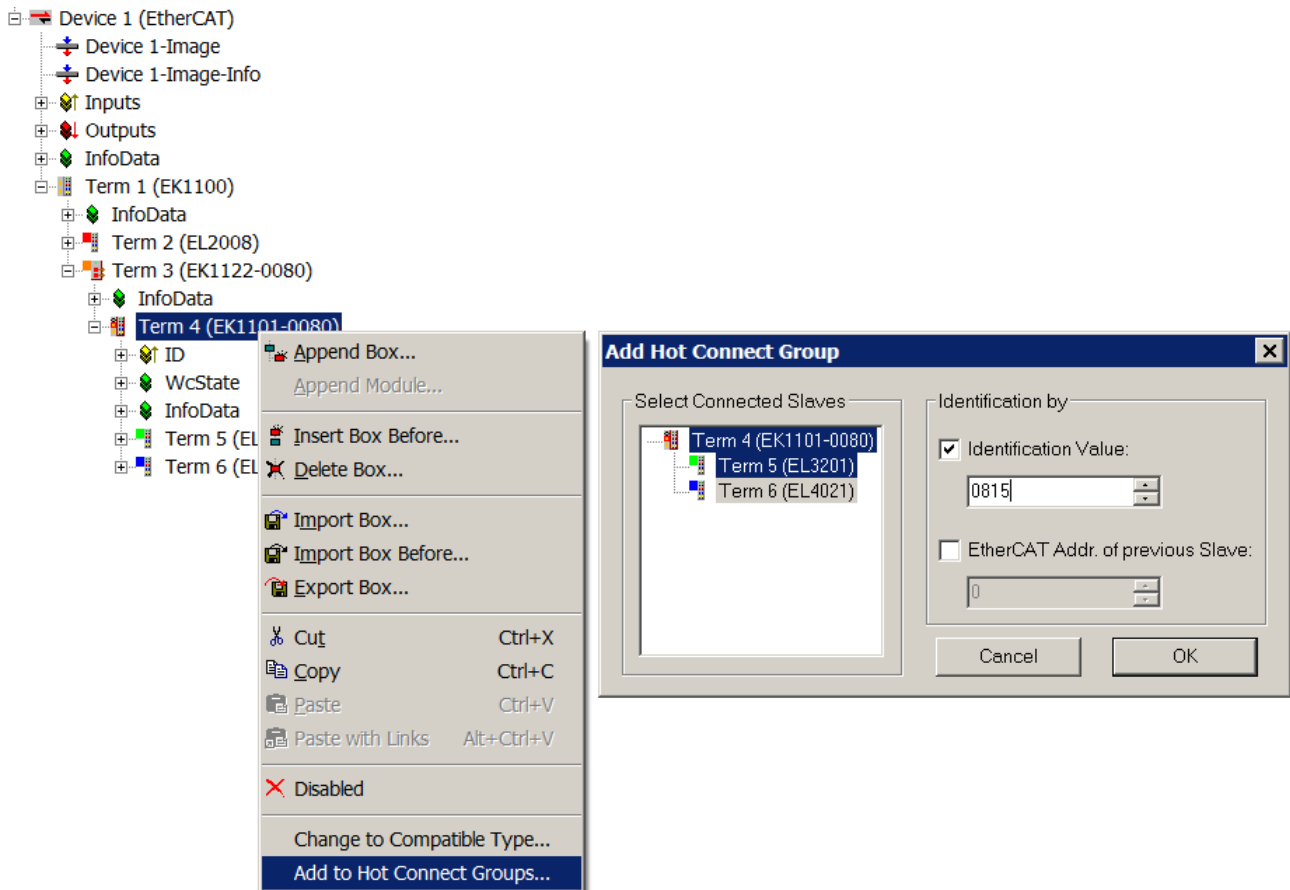 Device 1 (EtherCAT)
Device 1-Image
Device 1-Image-Info
Inputs
Outputs
InfoData
Term 1 (EK1100)
InfoData
Term 2 (EL2008)
Term 3 (EK1122-0080)
InfoData
Term 4 (EK1101-0080)
ID
WcState
InfoData
Term 5 (EL
Term 6 (EL
Append Box...
Append Module...
Insert Box Before...
Delete Box...
Import Box...
Import Box Before...
Export Box...
Cut Ctrl+X
Copy Ctrl+C
Paste Ctrl+V
Paste with Links Alt+Ctrl+V
Disabled
Change to Compatible Type...
Add to Hot Connect Groups...
Add Hot Connect Group
Select Connected Slaves
Term 4 (EK1101-0080)
Term 5 (EL3201)
Term 6 (EL4021)
Identification by
Identification Value:
0815
EtherCAT Addr. of previous Slave:
0
Cancel OK